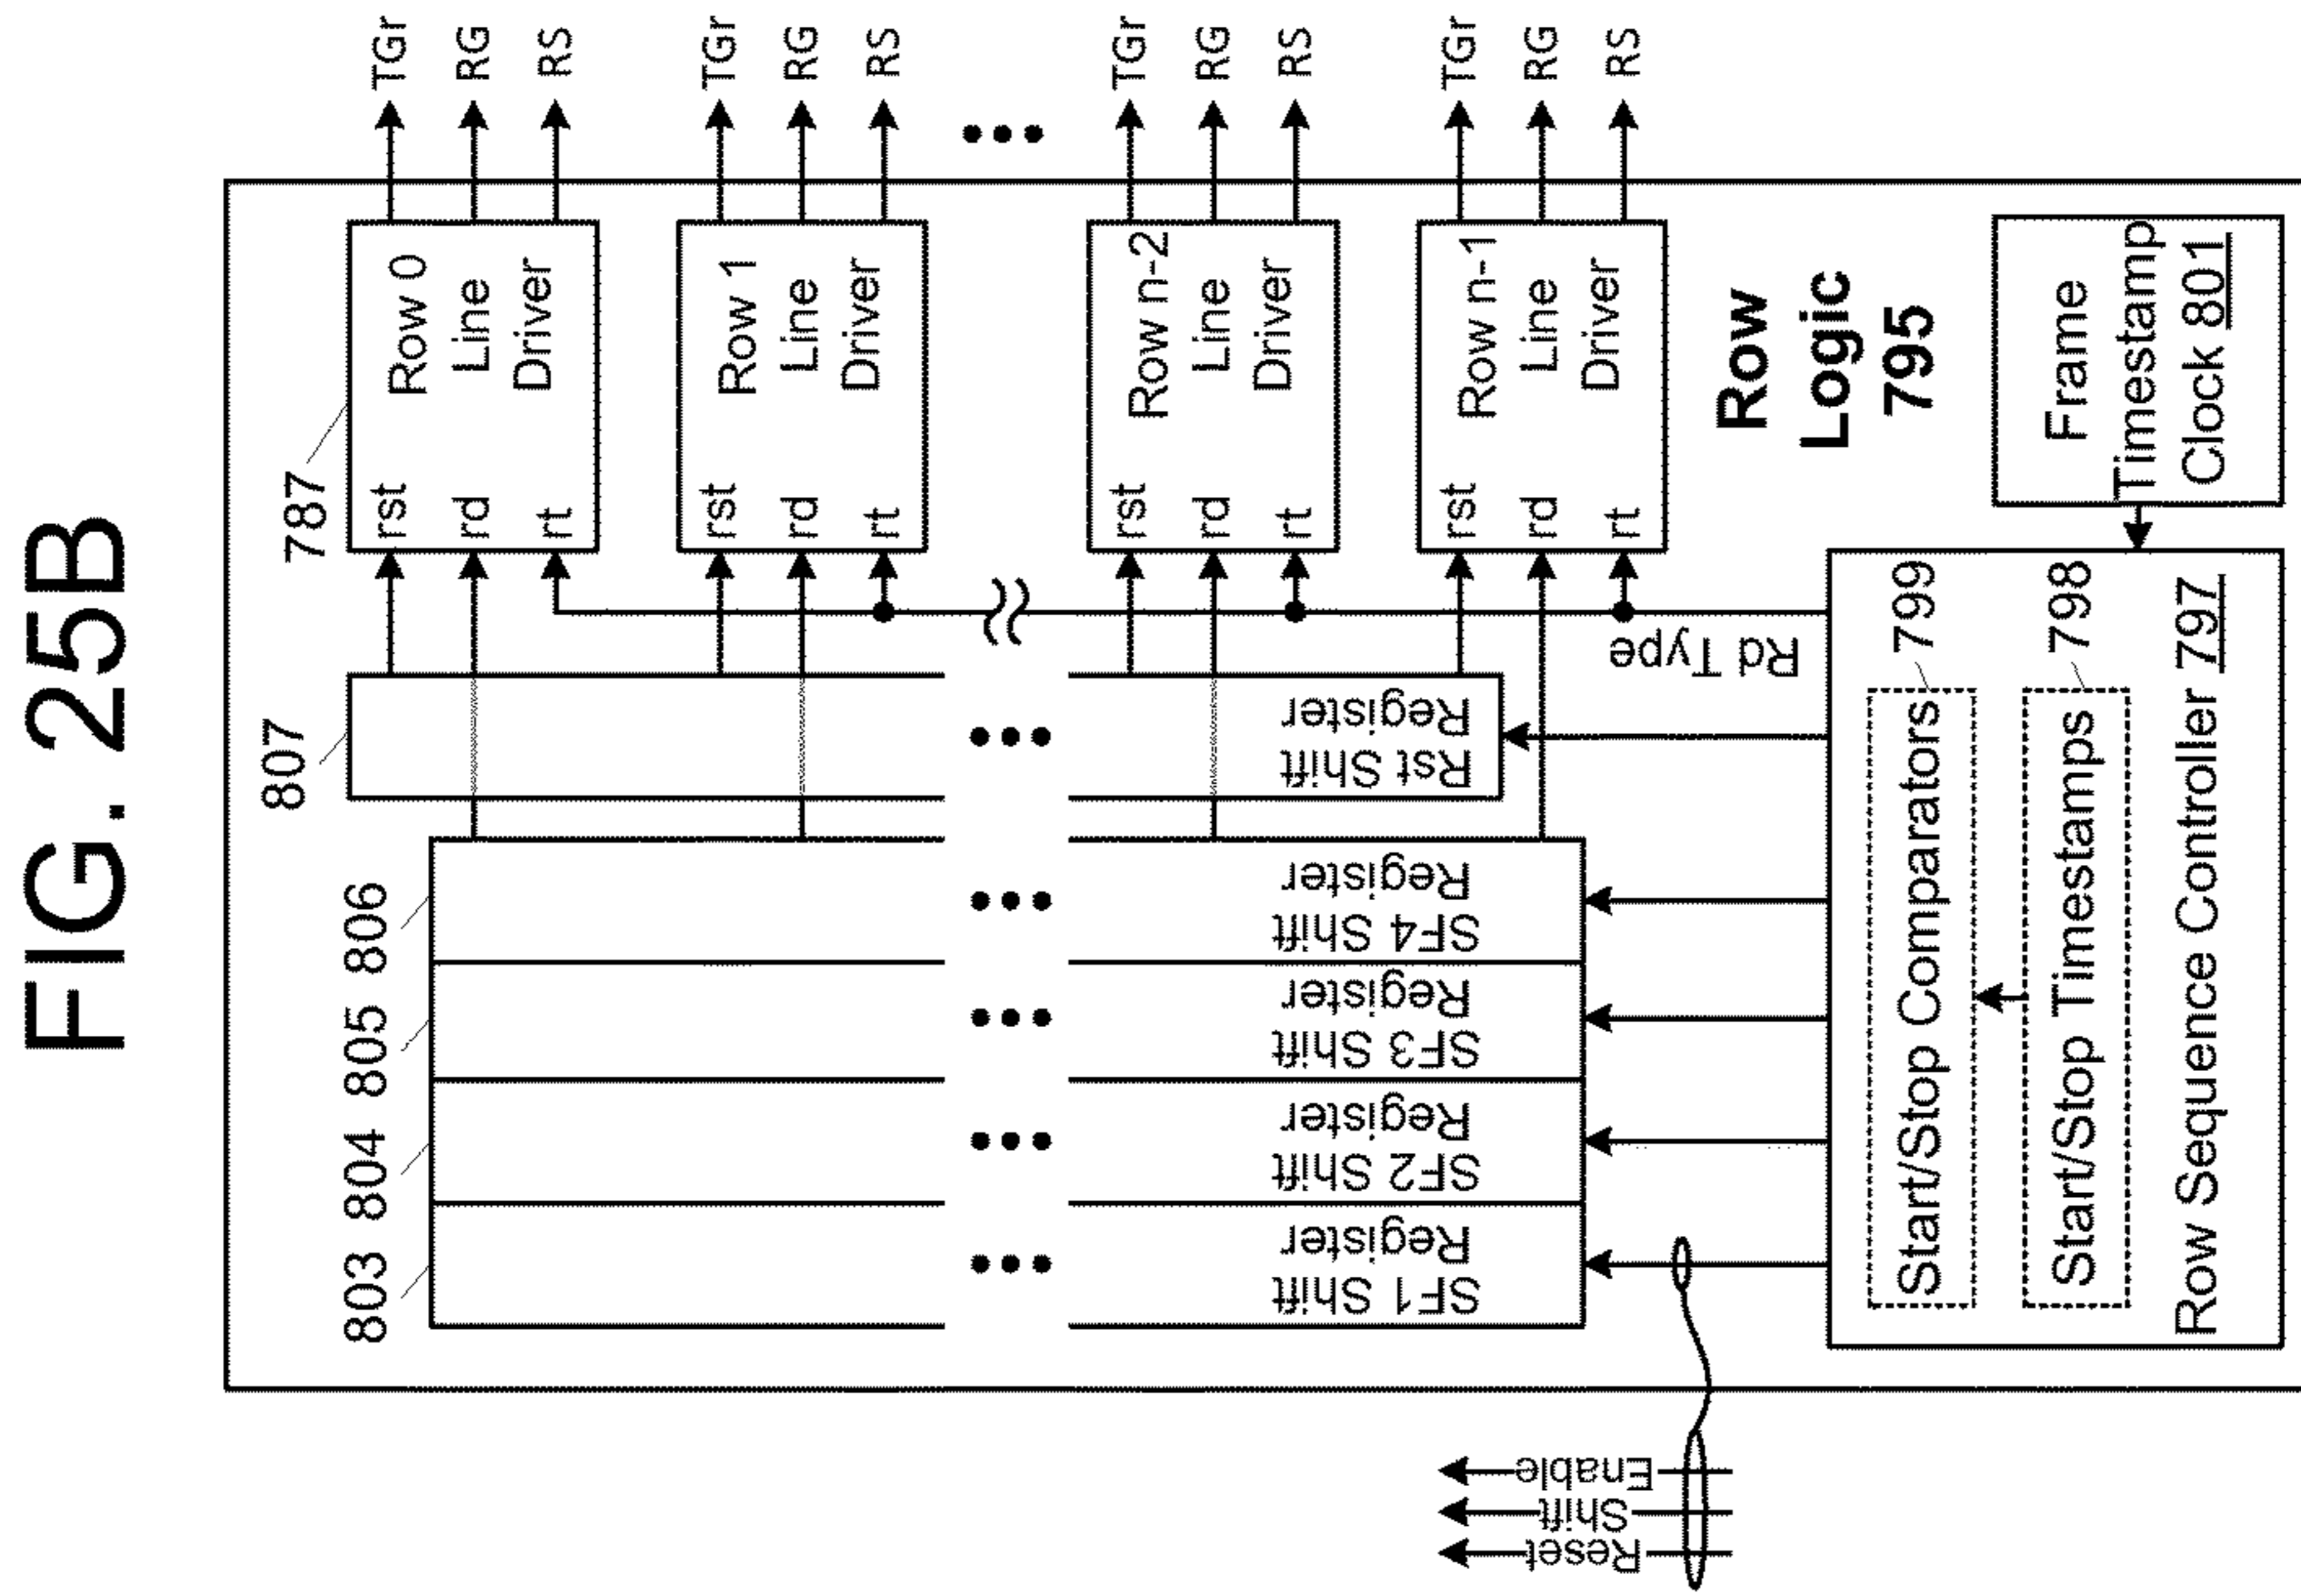 FIG. 25B
803
804
805
806
807
787
rst
rd
rt
Row 0
Line
Driver
TGr
RG
RS
rst
rd
rt
Row 1
Line
Driver
TGr
RG
RS
rst
rd
rt
Row n-2
Line
Driver
TGr
RG
RS
rst
rd
rt
Row n-1
Line
Driver
TGr
RG
RS
SF1 Shift
Register
SF2 Shift
Register
SF3 Shift
Register
SF4 Shift
Register
Rst Shift
Register
Rd Type
Row
Logic
795
Reset
Shift
Enable
Start/Stop Comparators
799
Start/Stop Timestamps
798
Row Sequence Controller 797
Frame
Timestamp
Clock 801